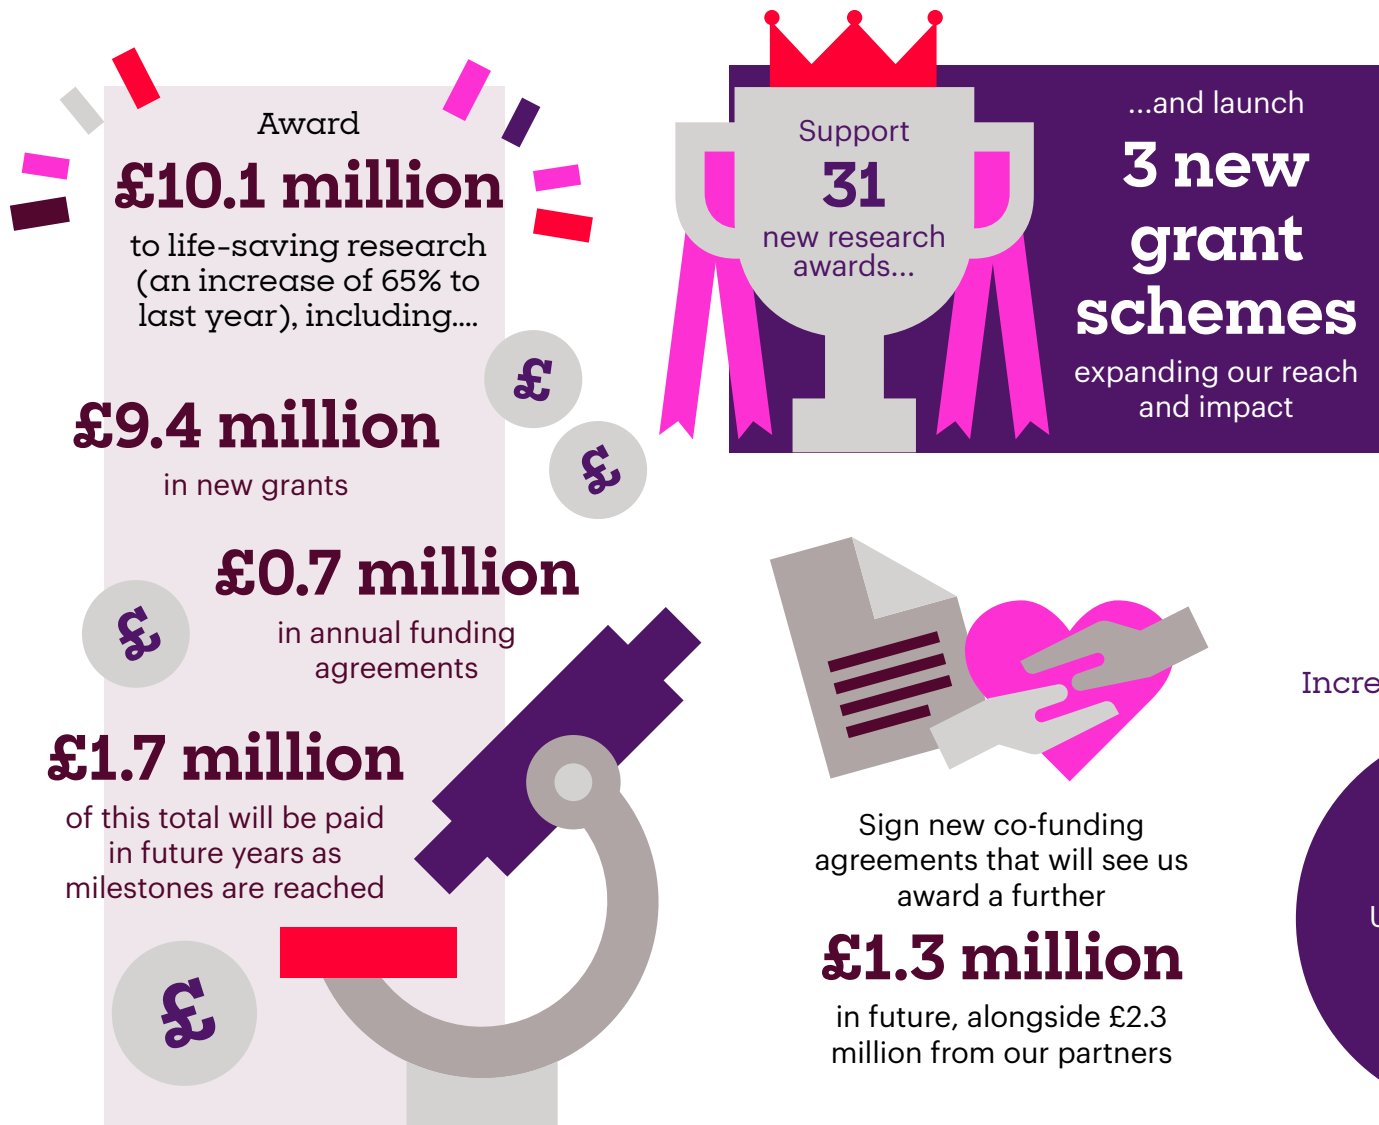 Award
£10.1 million
to life-saving research
(an increase of 65% to
last year), including....
£9.4 million
in new grants
£0.7 million
in annual funding
agreements
£1.7 million
of this total will be paid
in future years as
milestones are reached
£
£
£
£
Support
31
new research
awards...
...and launch
3 new
grant
schemes
expanding our reach
and impact
Sign new co-funding
agreements that will see us
award a further
£1.3 million
in future, alongside £2.3
million from our partners